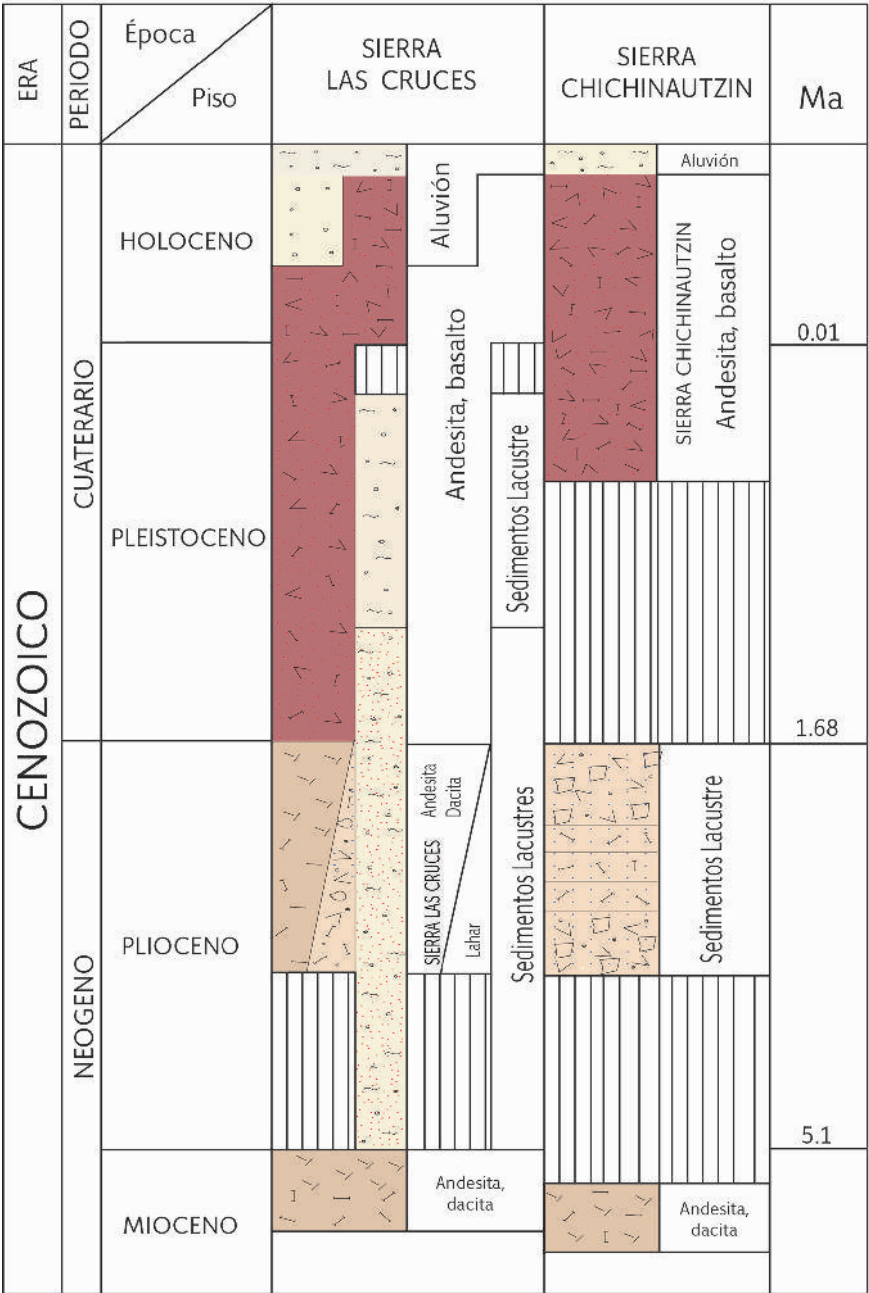 ERA
PERIODO
Época
Piso
SIERRA
LAS CRUCES
SIERRA
CHICHINAUTZIN
Ma
CENOZOICO
CUATERARIO
NEOGENO
HOLOCENO
PLEISTOCENO
PLIOCENO
MIOCENO
Aluvión
Andesita, basalto
Sedimentos Lacustre
Andesita
Dacita
SIERRA LAS CRUCES
Lahar
Sedimentos Lacustres
Andesita,
dacita
Aluvión
SIERRA CHICHINAUTZIN
Andesita, basalto
Sedimentos Lacustre
Andesita,
dacita
0.01
1.68
5.1